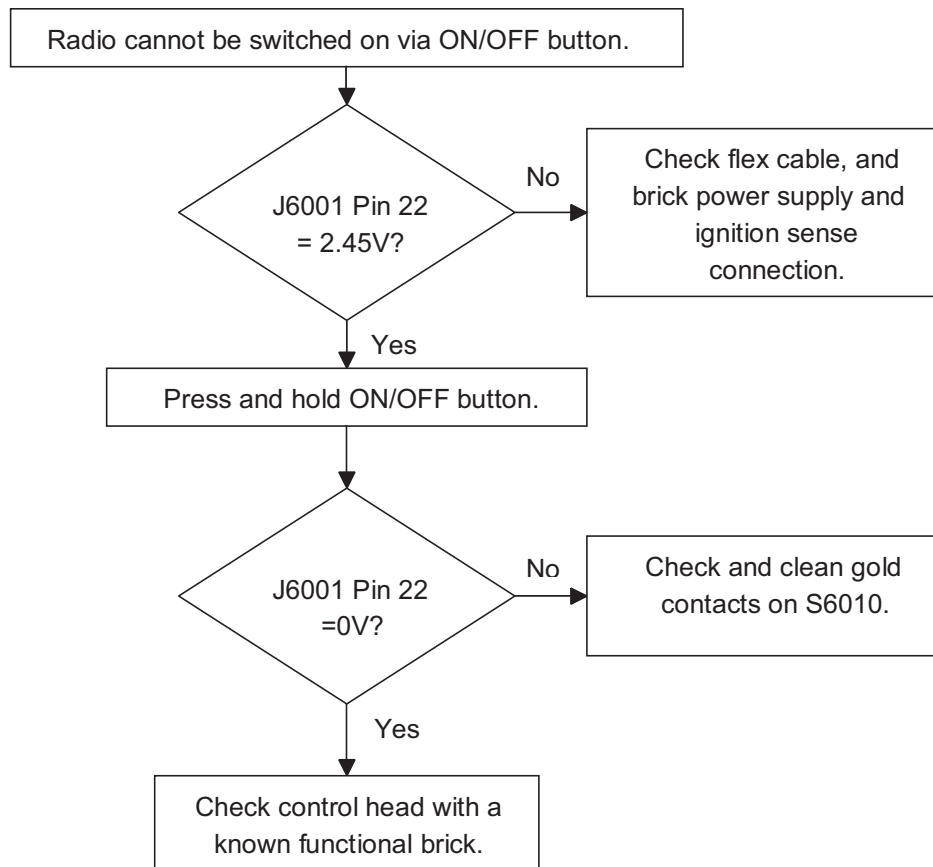 Radio cannot be switched on via ON/OFF button.
J6001 Pin 22
= 2.45V?
No
Check flex cable, and
brick power supply and
ignition sense
connection.
Yes
Press and hold ON/OFF button.
J6001 Pin 22
=0V?
No
Check and clean gold
contacts on S6010.
Yes
Check control head with a
known functional brick.